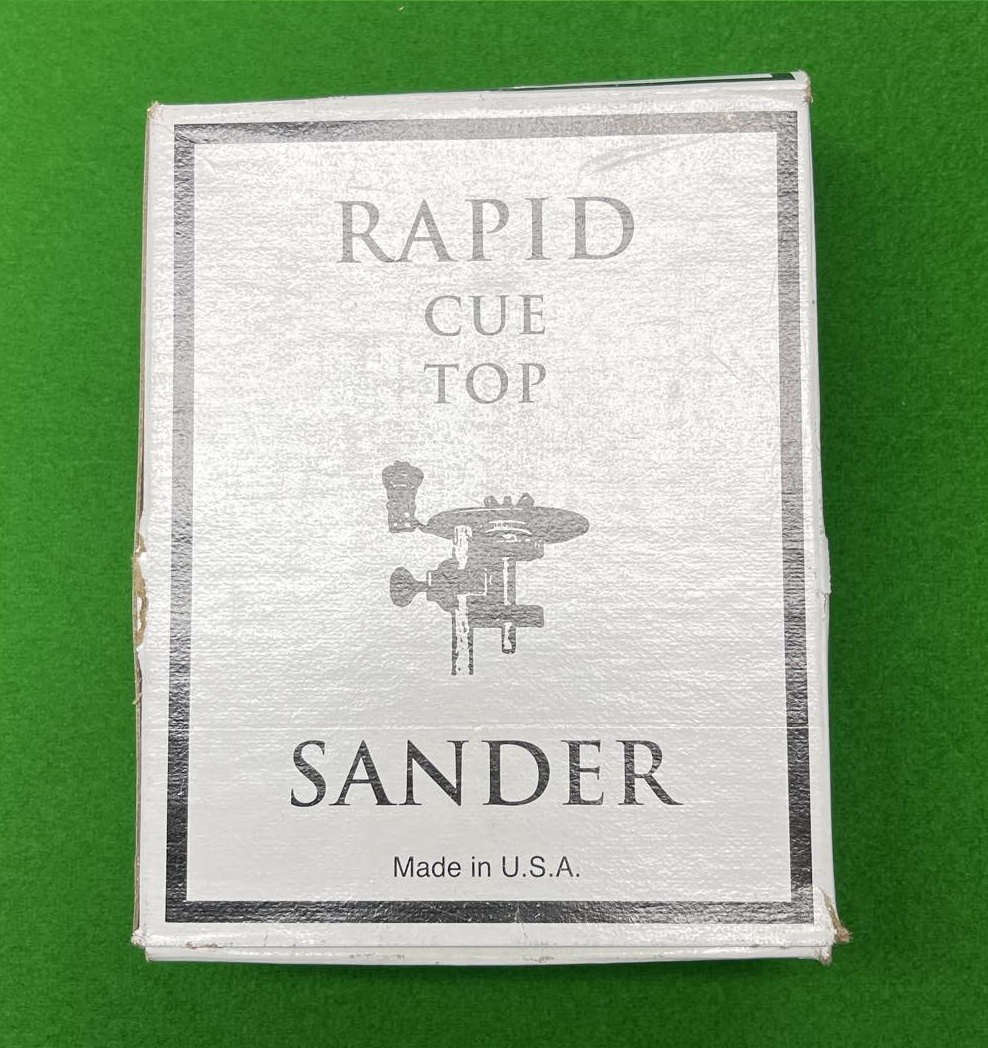 RAPID
CUE
TOP
SANDER
Made in U.S.A.